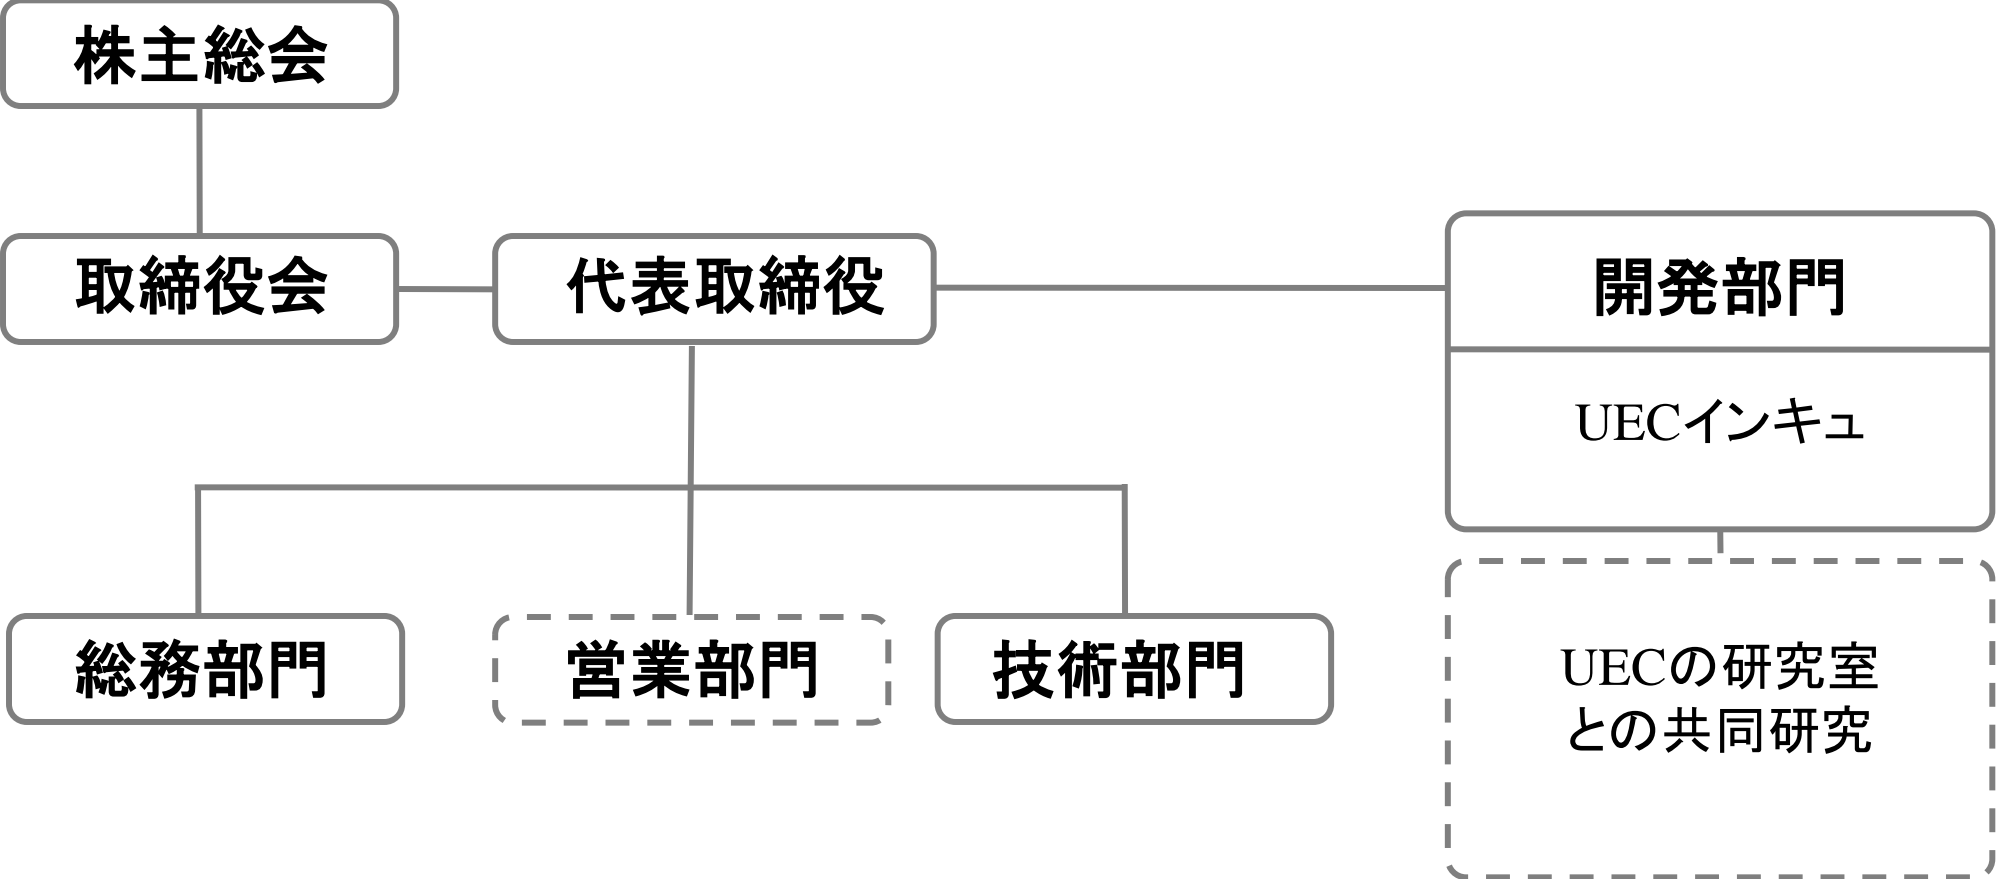 株主総会
取締役会
代表取締役
開発部門
UECインキュ
総務部門
営業部門
技術部門
UECの研究室
との共同研究